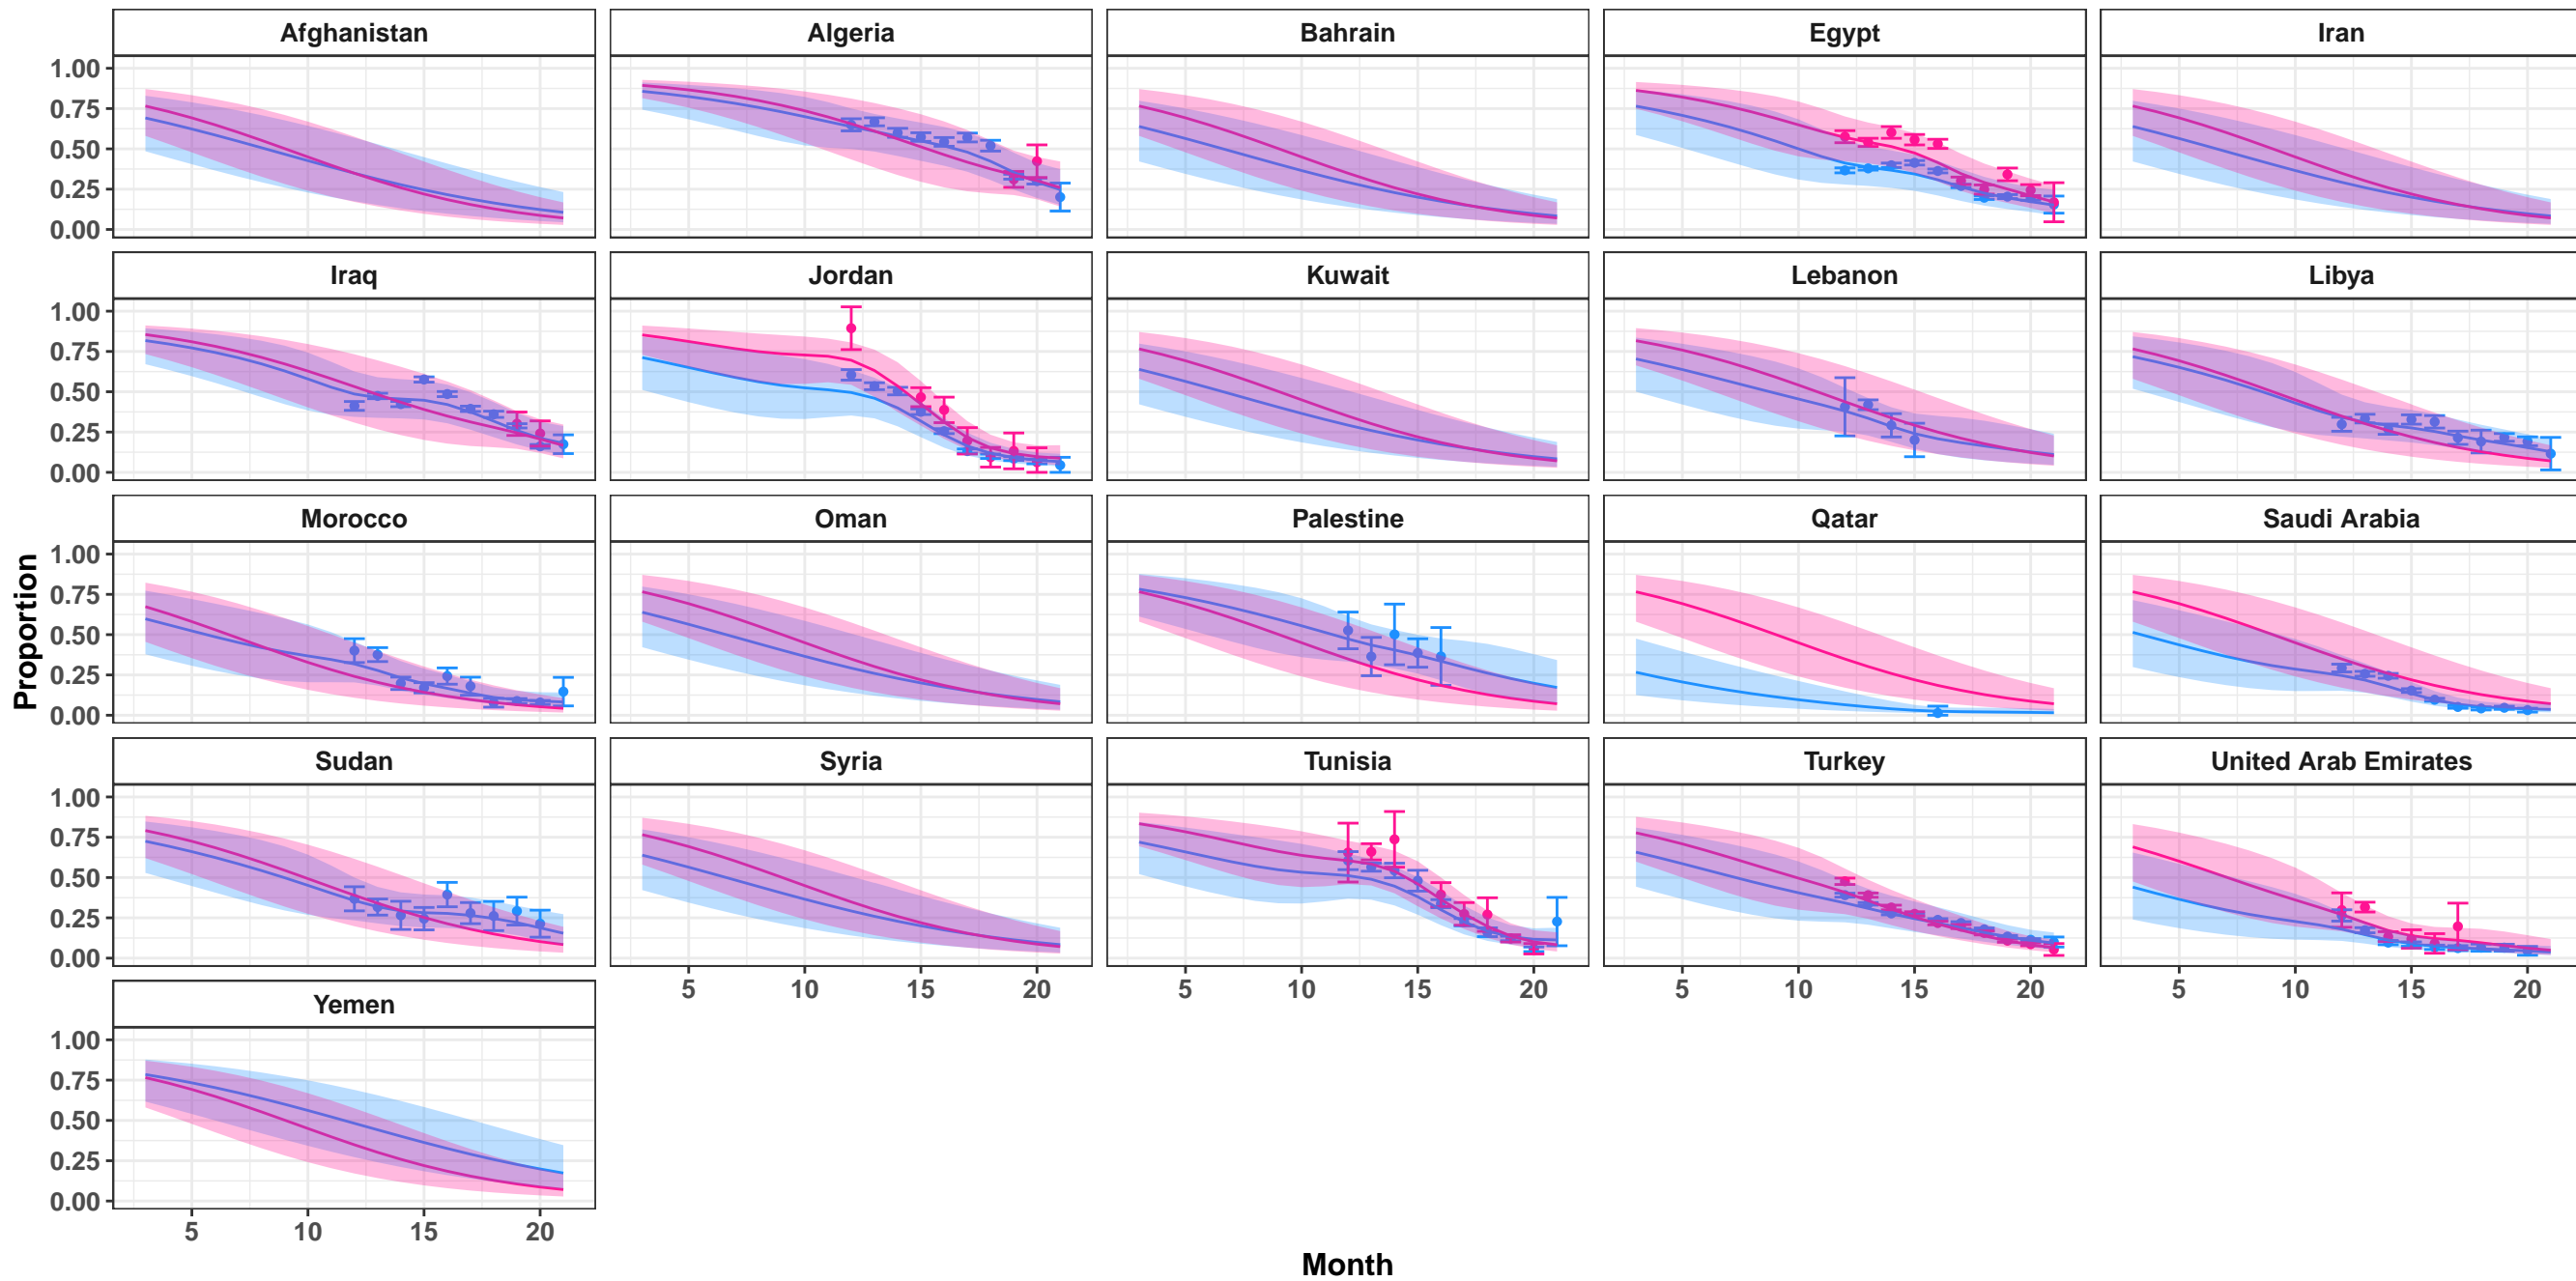 Afghanistan
Algeria
Bahrain
Egypt
Iran
1.00
0.75
0.50
0.25
0.00
Iraq
Jordan
Kuwait
Lebanon
Libya
1.00
0.75
0.50
0.25
0.00
Morocco
Oman
Palestine
Qatar
Saudi Arabia
1.00
0.75
0.50
0.25
0.00
Proportion
Sudan
Syria
Tunisia
Turkey
United Arab Emirates
1.00
0.75
0.50
0.25
0.00
5 10 15 20
5 10 15 20
5 10 15 20
5 10 15 20
Yemen
1.00
0.75
0.50
0.25
0.00
5 10 15 20
Month